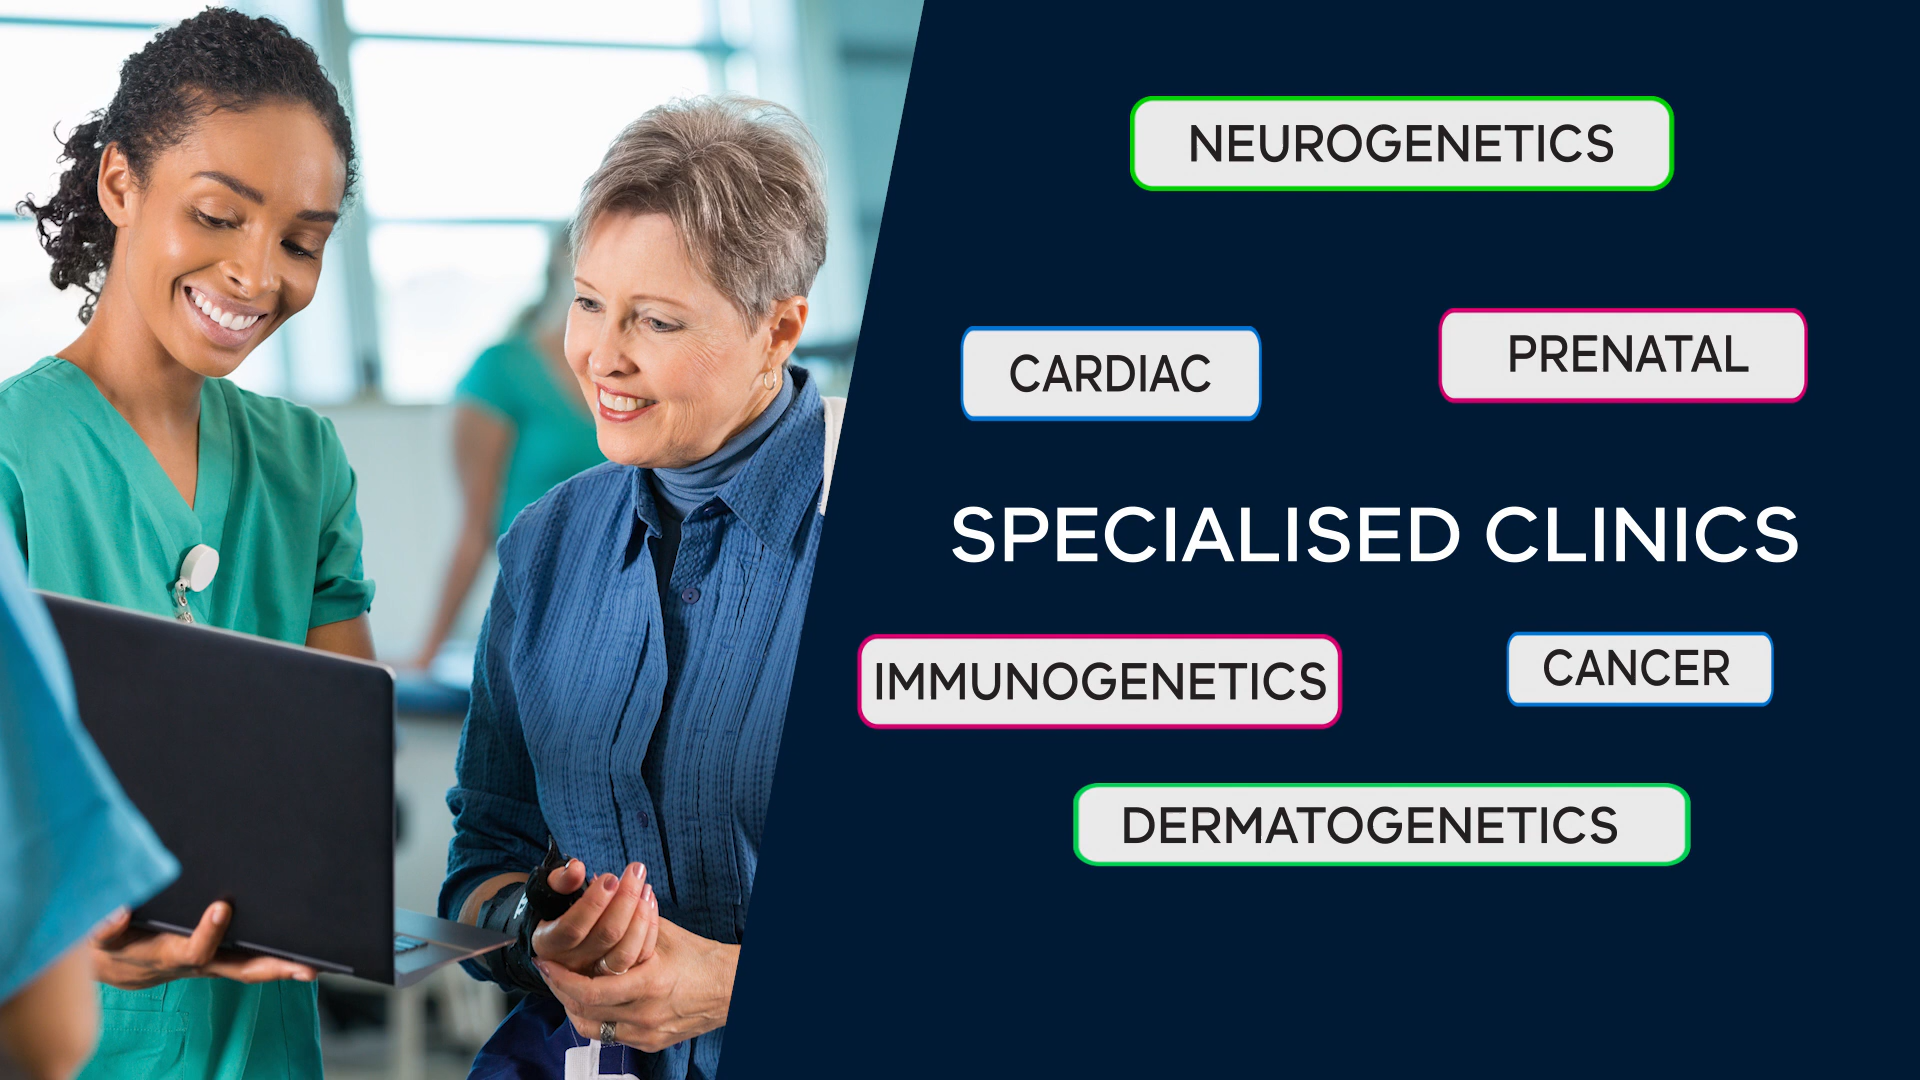 NEUROGENETICS
CARDIAC
PRENATAL
SPECIALISED CLINICS
IMMUNOGENETICS
CANCER
DERMATOGENETICS